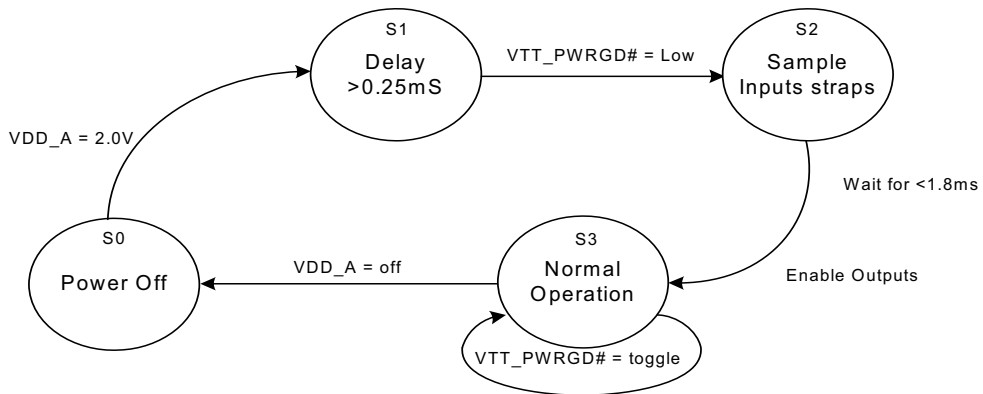 S1
Delay
>0.25mS
VTT_PWRGD# = Low
S2
Sample
Inputs straps
VDD_A = 2.0V
Wait for <1.8ms
S0
Power Off
VDD_A = off
S3
Normal
Operation
Enable Outputs
VTT_PWRGD# = toggle